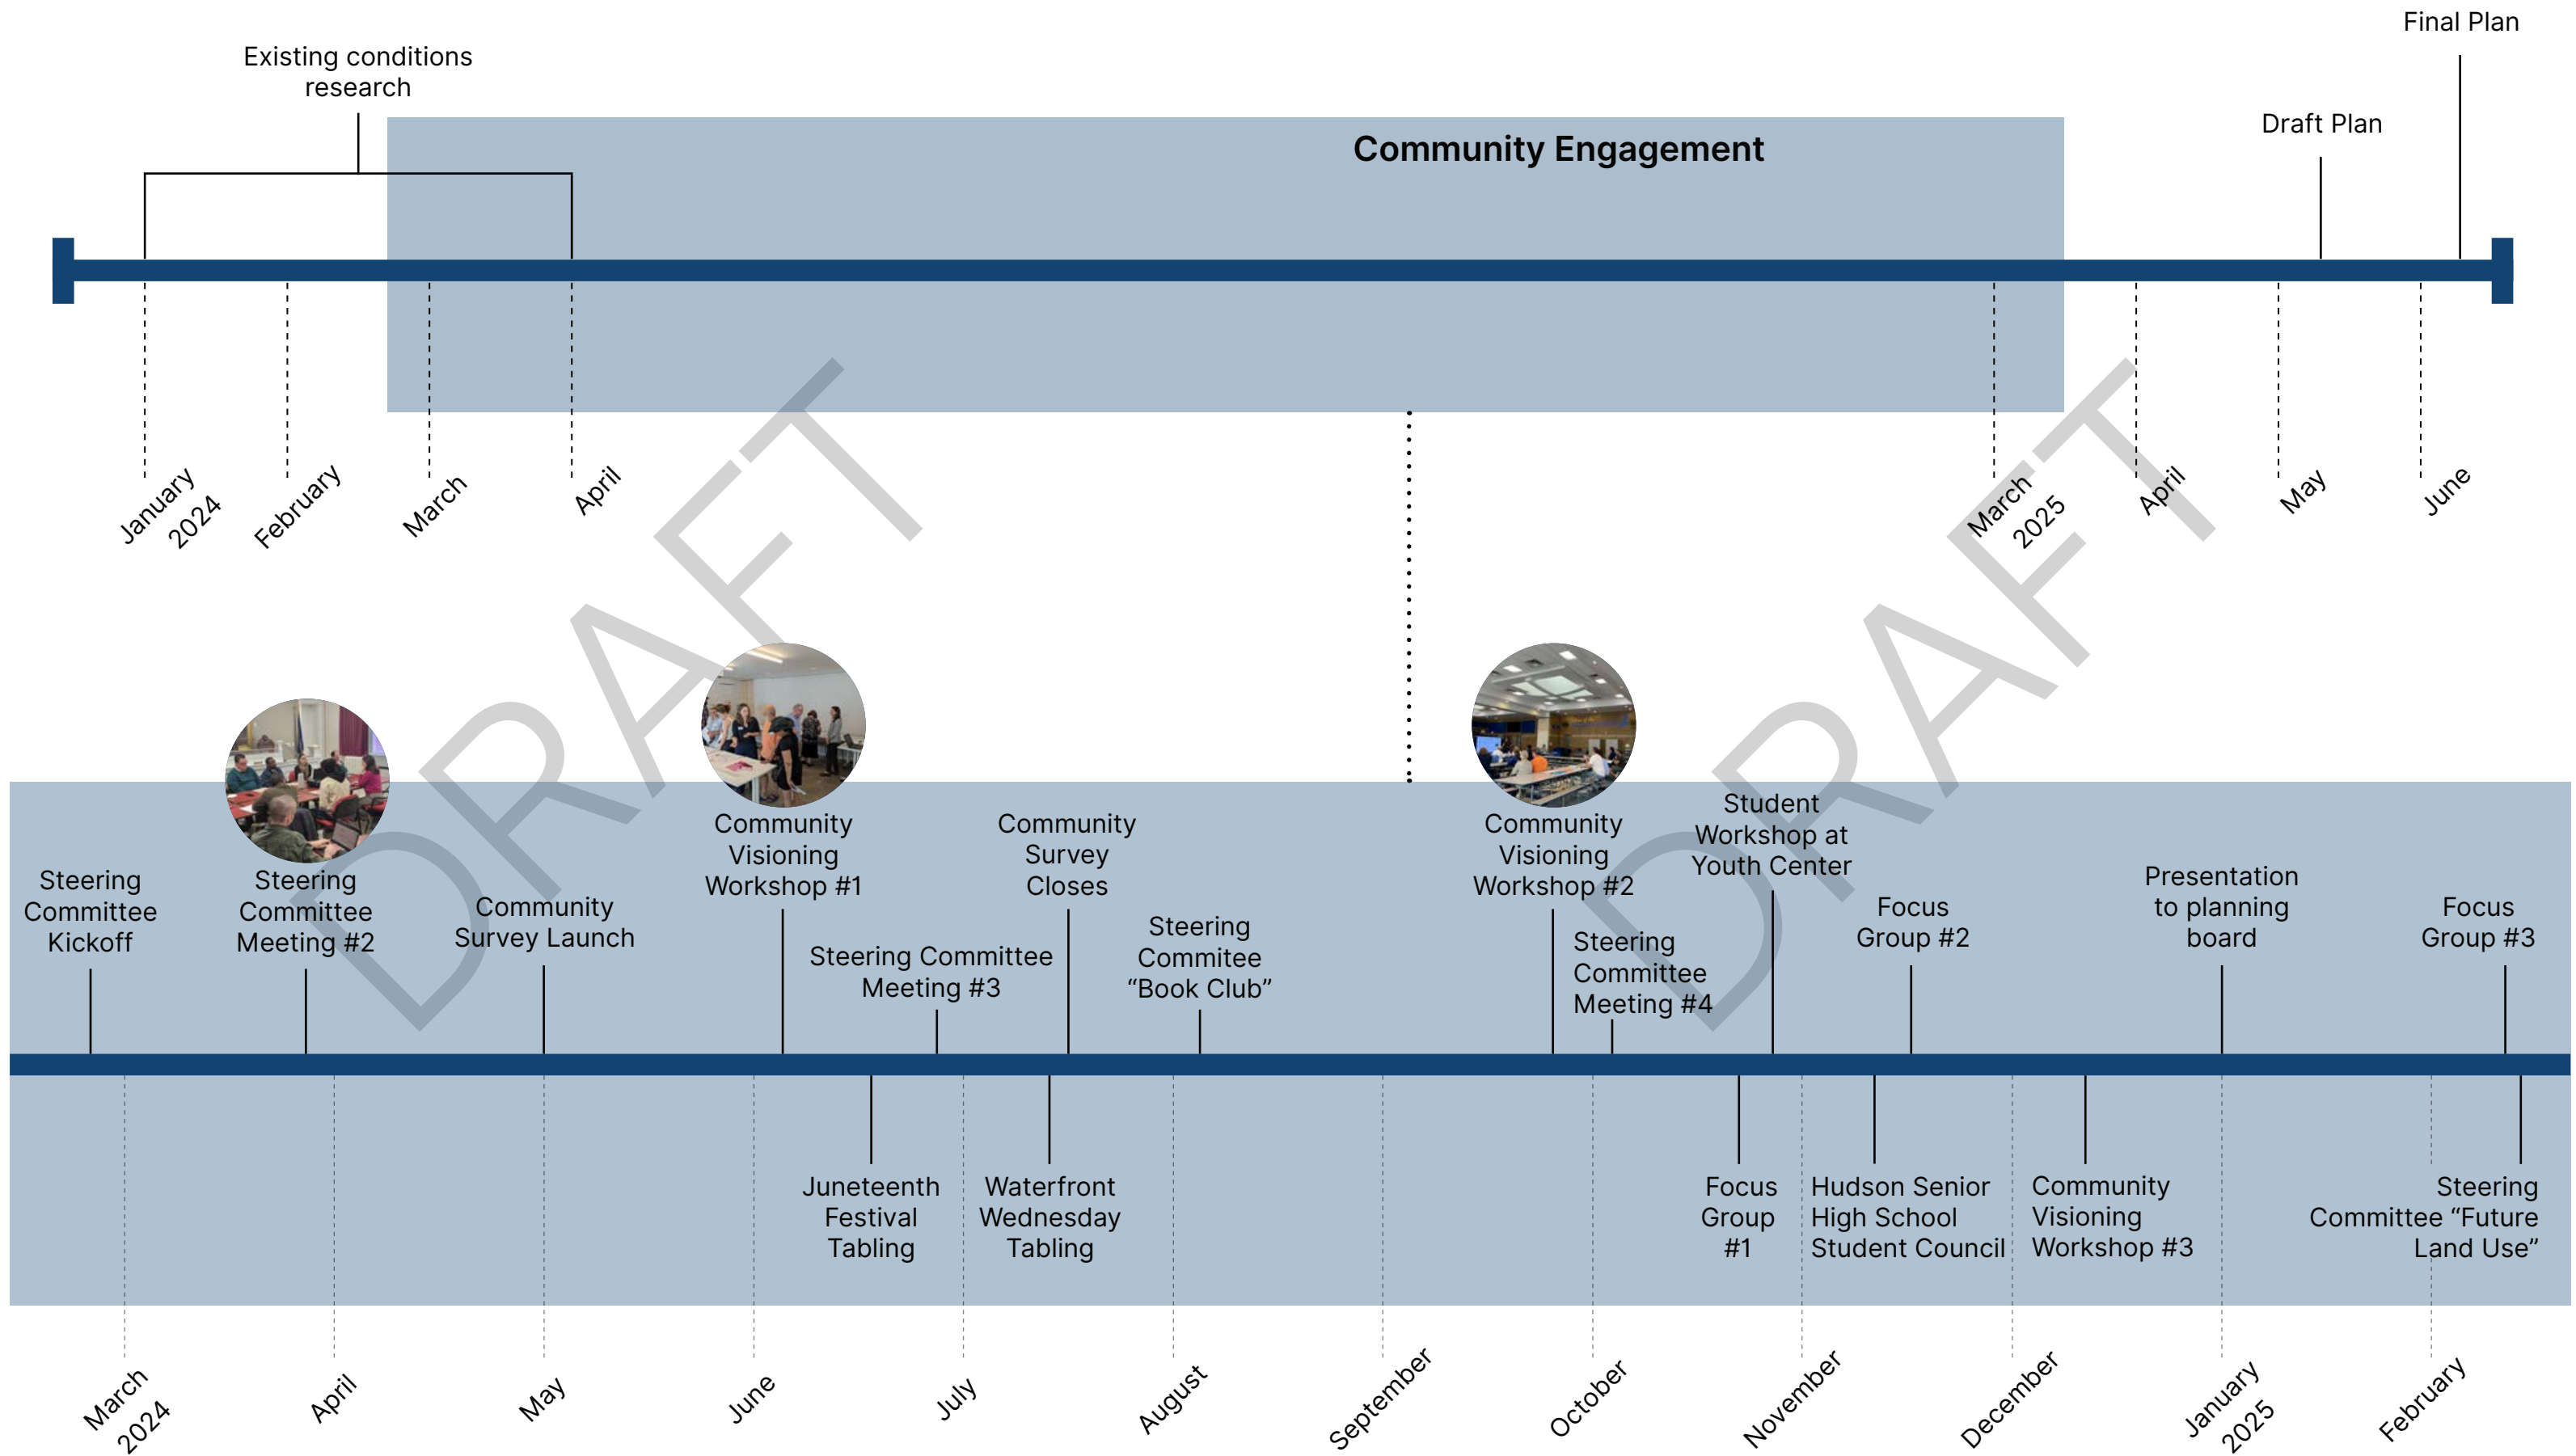 Final Plan
Existing conditions
research
Draft Plan
Community Engagement
January
2024
February
March
April
March
2025
April
May
June
DRAFT
DRAFT
Steering
Committee
Kickoff
Steering
Committee
Meeting #2
Community
Survey Launch
Community
Visioning
Workshop #1
Steering Committee
Meeting #3
Community
Survey
Closes
Steering
Commitee
“Book Club”
Community
Visioning
Workshop #2
Steering
Committee
Meeting #4
Student
Workshop at
Youth Center
Focus
Group #2
Presentation
to planning
board
Focus
Group #3
Juneteenth
Festival
Tabling
Waterfront
Wednesday
Tabling
Focus
Group
#1
Hudson Senior
High School
Student Council
Community
Visioning
Workshop #3
Steering
Committee “Future
Land Use”
March
2024
April
May
June
July
August
September
October
November
December
January
2025
February